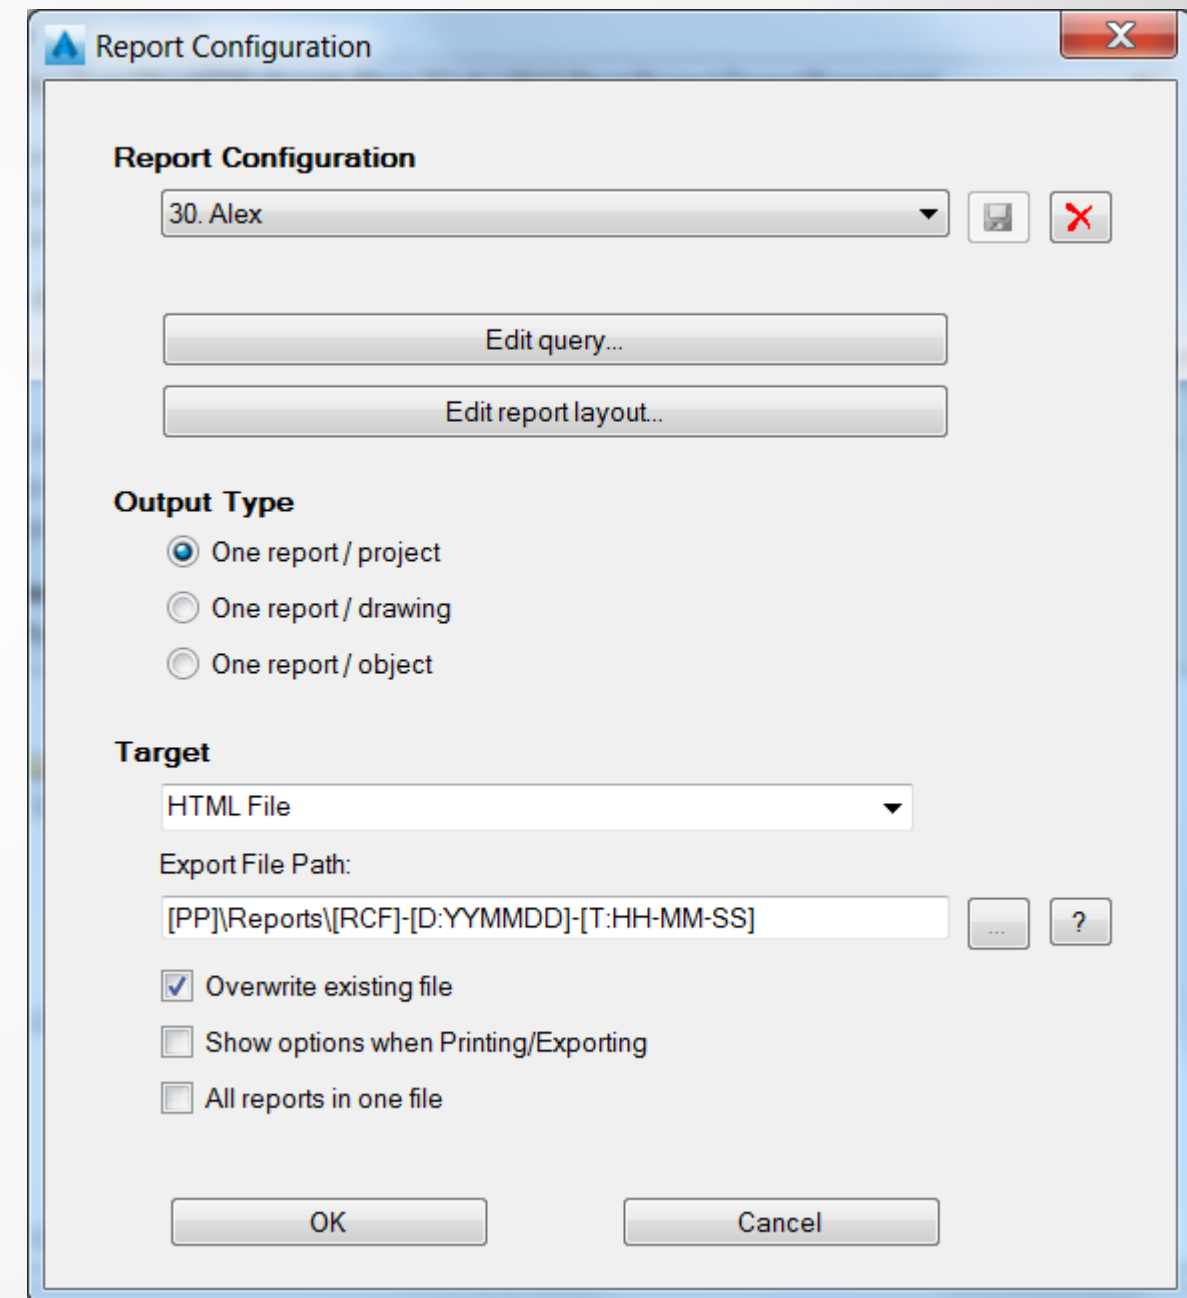 Report Configuration
Report Configuration
30. Alex
Edit query...
Edit report layout...
Output Type
One report / project
One report / drawing
One report / object
Target
HTML File
Export File Path:
[PP]\Reports\[RCF]-[D:YYMMDD]-[T:HH-MM-SS]
... ?
Overwrite existing file
Show options when Printing/Exporting
All reports in one file
OK Cancel